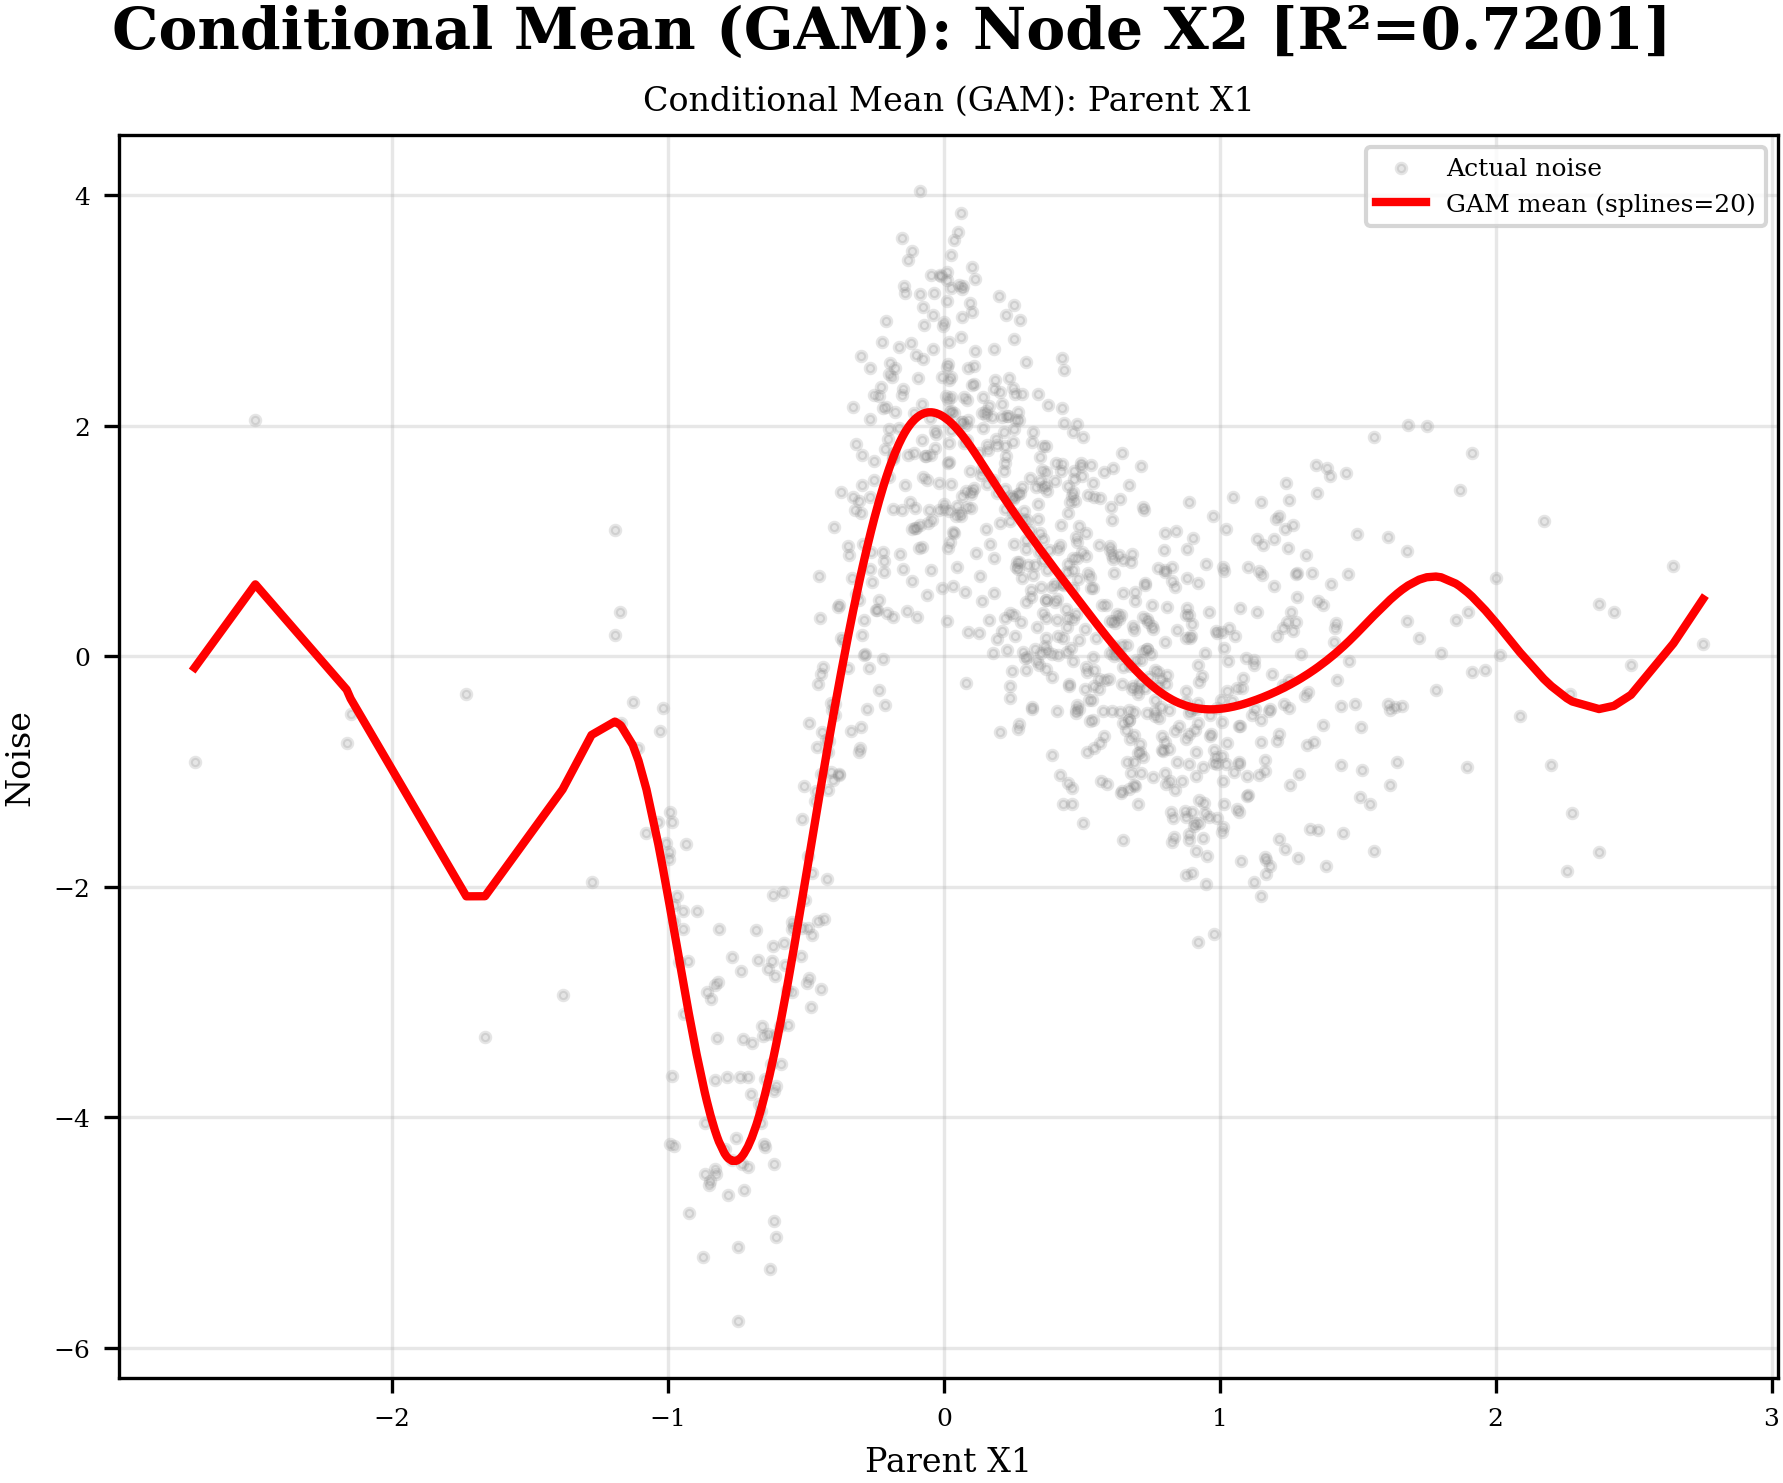 Conditional Mean (GAM): Node X2 [R²=0.7201]
Conditional Mean (GAM): Parent X1
Actual noise
GAM mean (splines=20)
Noise
4
2
0
−2
−4
−6
−2
−1
0
1
2
3
Parent X1